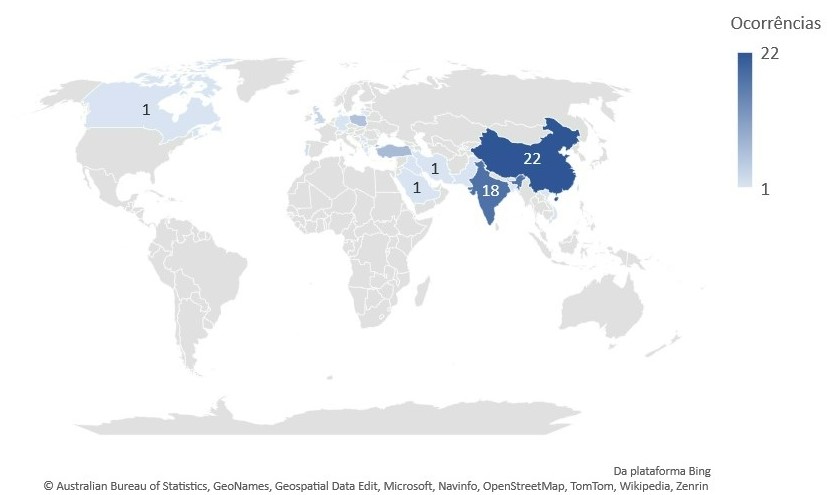 Ocorrências
22
1
1
1
1
22
18
Da plataforma Bing
© Australian Bureau of Statistics, GeoNames, Geospatial Data Edit, Microsoft, Navinfo, OpenStreetMap, TomTom, Wikipedia, Zenrin